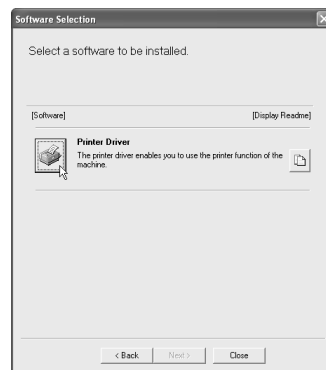 Software Selection
Select a software to be installed.
[Software] [Display Readme]
Printer Driver
The printer driver enables you to use the printer function of the
machine.
< Back Next > Close